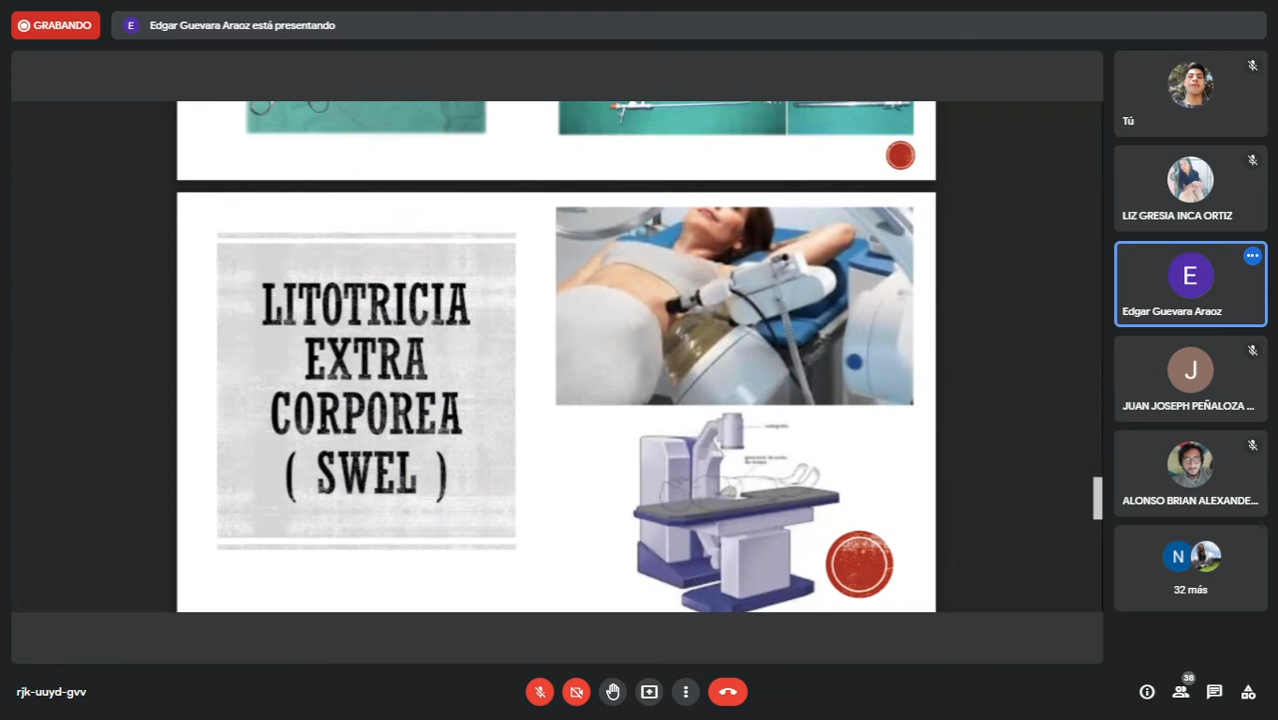 GRABANDO
E
Edgar Guevara Araoz está presentando
Tú
LIZ GRESIA INCA ORTIZ
E
Edgar Guevara Araoz
J
JUAN JOSEPH PEÑALOZA ...
ALONSO BRIAN ALEXANDE...
N
32 más
LITOTRICIA
EXTRA
CORPOREA
( SWEL )
rjk-uuyd-gvv
38